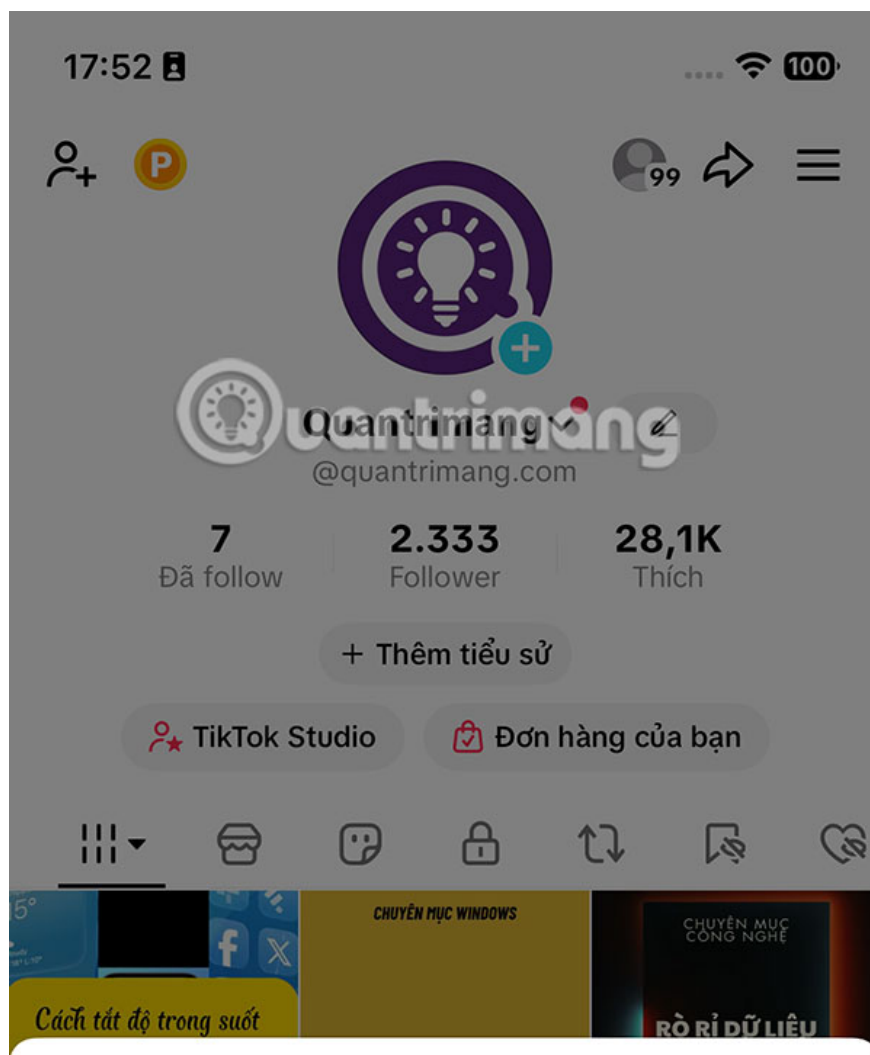 17:52
100
P
99
Quantrimang
Quantrimang
@quantrimang.com
7 2.333 28,1K
Đã follow Follower Thích
+ Thêm tiểu sử
TikTok Studio Đơn hàng của bạn
15°
CHUYÊN MỤC WINDOWS
CHUYÊN MỤC
CÔNG NGHỆ
f X
Cách tắt độ trong suốt
RÒ RỈ DỮ LIỆU